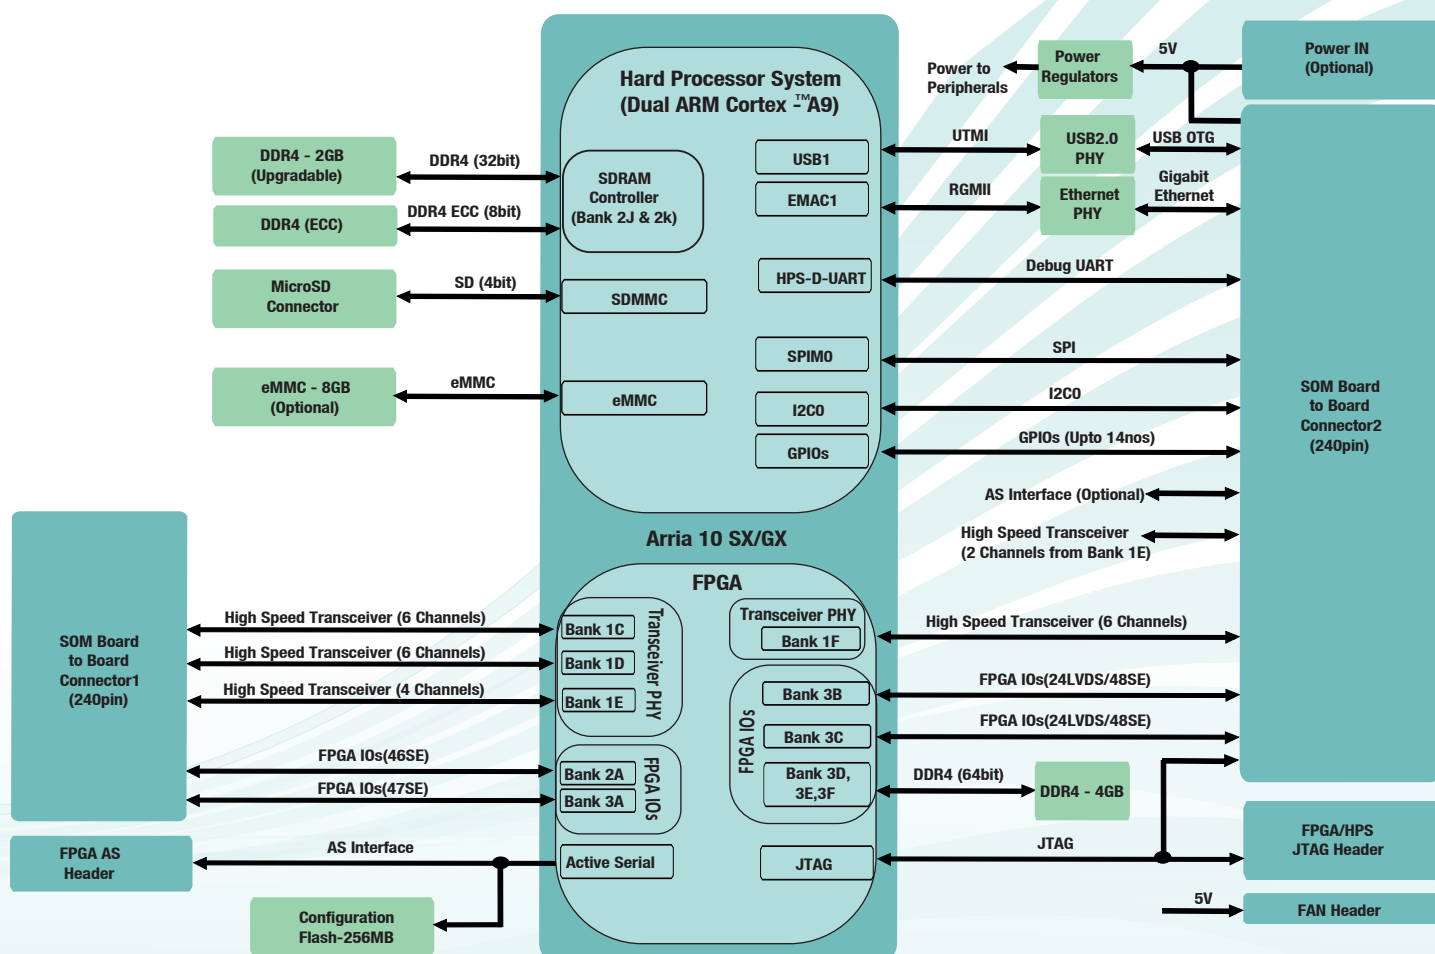 Hard Processor System
(Dual ARM Cortex -™A9)
DDR4 - 2GB
(Upgradable)
DDR4 (32bit)
DDR4 (ECC)
DDR4 ECC (8bit)
SDRAM
Controller
(Bank 2J & 2k)
MicroSD
Connector
SD (4bit)
SDMMC
eMMC - 8GB
(Optional)
eMMC
eMMC
USB1
EMAC1
HPS-D-UART
SPIM0
I2C0
GPIOs
Power to
Peripherals
Power
Regulators
5V
Power IN
(Optional)
UTMI
USB2.0
PHY
USB OTG
RGMII
Ethernet
PHY
Gigabit
Ethernet
Debug UART
SPI
I2C0
GPIOs (Upto 14nos)
AS Interface (Optional)
High Speed Transceiver
(2 Channels from Bank 1E)
SOM Board
to Board
Connector2
(240pin)
Arria 10 SX/GX
FPGA
SOM Board
to Board
Connector1
(240pin)
High Speed Transceiver (6 Channels)
High Speed Transceiver (6 Channels)
High Speed Transceiver (4 Channels)
FPGA IOs(46SE)
FPGA IOs(47SE)
Bank 1C
Bank 1D
Bank 1E
Transceiver PHY
Bank 2A
Bank 3A
FPGA IOs
Transceiver PHY
Bank 1F
High Speed Transceiver (6 Channels)
FPGA IOs
Bank 3B
Bank 3C
Bank 3D,
3E,3F
FPGA IOs(24LVDS/48SE)
FPGA IOs(24LVDS/48SE)
DDR4 (64bit)
DDR4 - 4GB
FPGA AS
Header
AS Interface
Active Serial
Configuration
Flash-256MB
JTAG
JTAG
FPGA/HPS
JTAG Header
5V
FAN Header